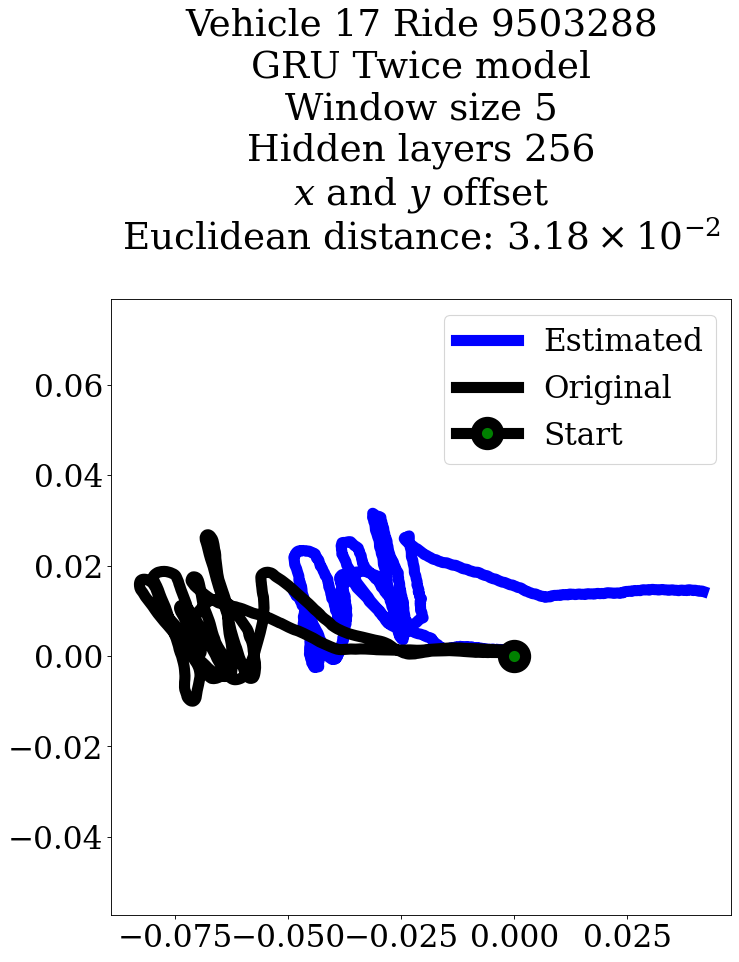 Vehicle 17 Ride 9503288
GRU Twice model
Window size 5
Hidden layers 256
x and y offset
Euclidean distance: 3.18 × 10⁻²
Estimated
Original
Start
0.06
0.04
0.02
0.00
−0.02
−0.04
−0.075 −0.050 −0.025 0.000 0.025